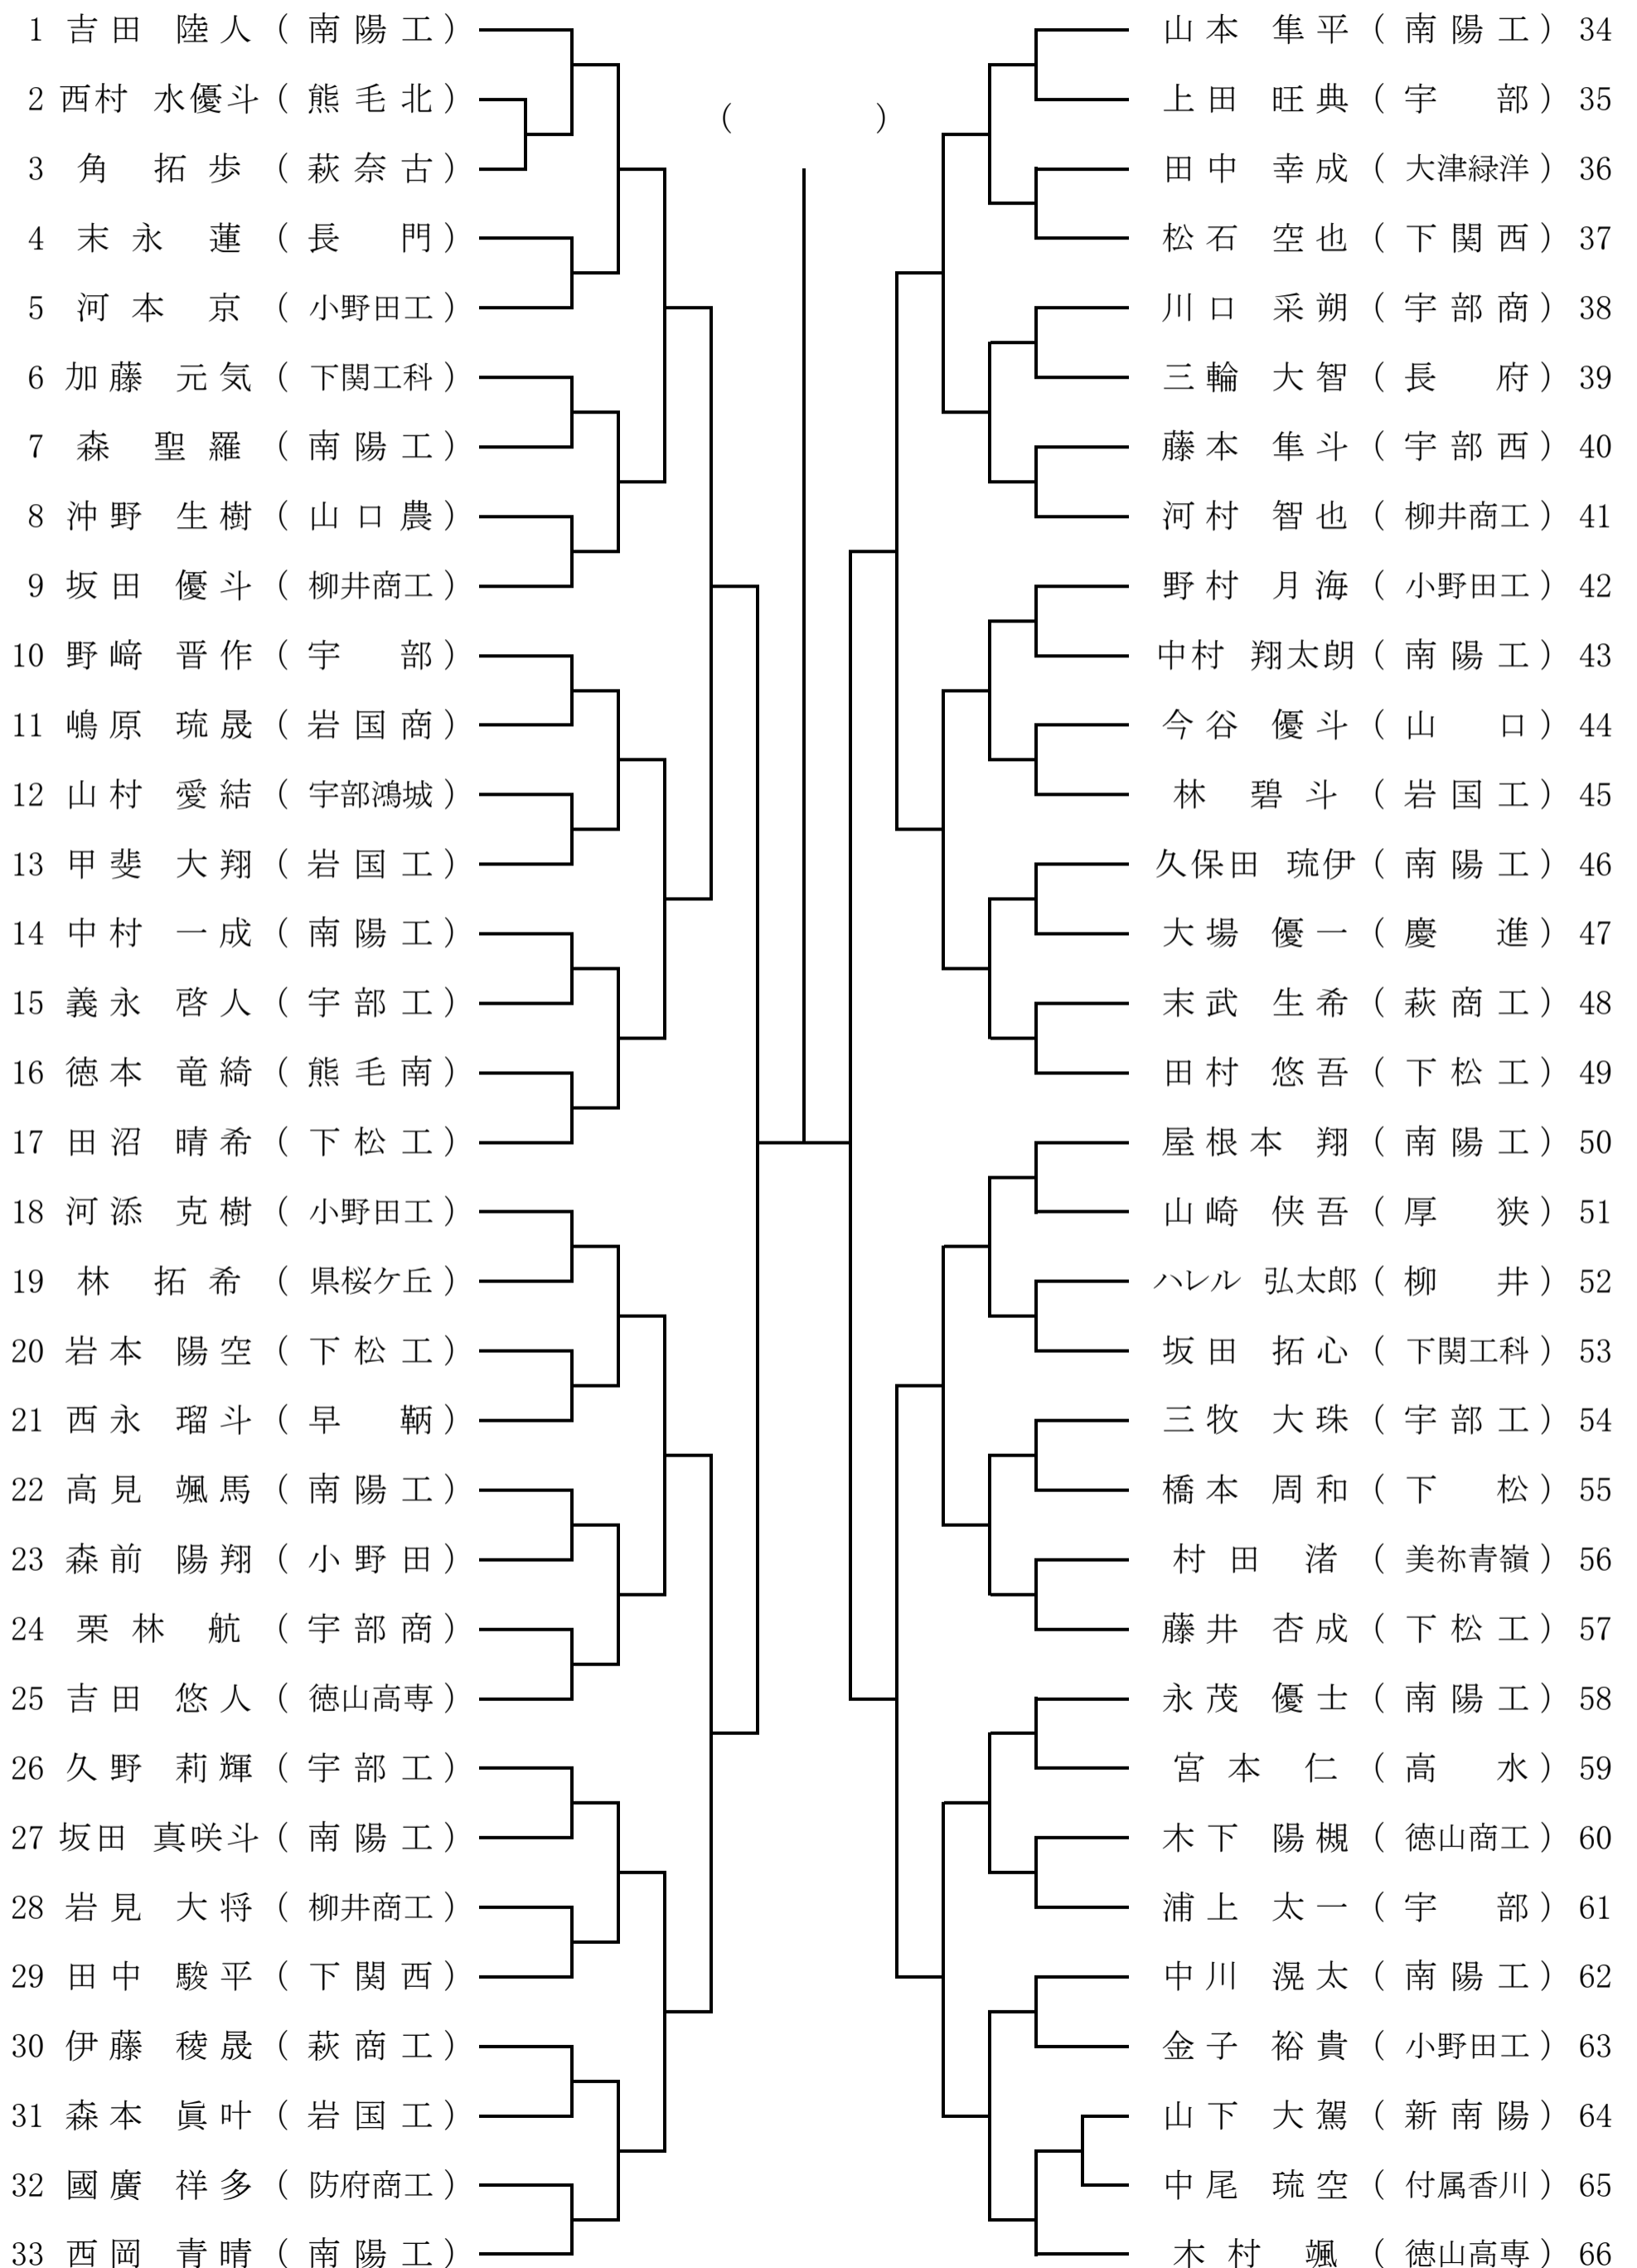 1 吉田 陸人 ( 南陽工 )
2 西村 水優斗 ( 熊毛北 )
3 角 拓歩 ( 萩奈古 )
4 末永 蓮 ( 長門 )
5 河本 京 ( 小野田工 )
6 加藤 元気 ( 下関工科 )
7 森 聖羅 ( 南陽工 )
8 沖野 生樹 ( 山口農 )
9 坂田 優斗 ( 柳井商工 )
10 野﨑 晋作 ( 宇部 )
11 嶋原 琉晟 ( 岩国商 )
12 山村 愛結 ( 宇部鴻城 )
13 甲斐 大翔 ( 岩国工 )
14 中村 一成 ( 南陽工 )
15 義永 啓人 ( 宇部工 )
16 徳本 竜綺 ( 熊毛南 )
17 田沼 晴希 ( 下松工 )
18 河添 克樹 ( 小野田工 )
19 林 拓希 ( 県桜ケ丘 )
20 岩本 陽空 ( 下松工 )
21 西永 瑠斗 ( 早鞆 )
22 高見 颯馬 ( 南陽工 )
23 森前 陽翔 ( 小野田 )
24 栗林 航 ( 宇部商 )
25 吉田 悠人 ( 徳山高専 )
26 久野 莉輝 ( 宇部工 )
27 坂田 真咲斗 ( 南陽工 )
28 岩見 大将 ( 柳井商工 )
29 田中 駿平 ( 下関西 )
30 伊藤 稜晟 ( 萩商工 )
31 森本 眞叶 ( 岩国工 )
32 國廣 祥多 ( 防府商工 )
33 西岡 青晴 ( 南陽工 )
( )
山本 隼平 ( 南陽工 ) 34
上田 旺典 ( 宇部 ) 35
田中 幸成 ( 大津緑洋 ) 36
松石 空也 ( 下関西 ) 37
川口 采朔 ( 宇部商 ) 38
三輪 大智 ( 長府 ) 39
藤本 隼斗 ( 宇部西 ) 40
河村 智也 ( 柳井商工 ) 41
野村 月海 ( 小野田工 ) 42
中村 翔太朗 ( 南陽工 ) 43
今谷 優斗 ( 山口 ) 44
林 碧斗 ( 岩国工 ) 45
久保田 琉伊 ( 南陽工 ) 46
大場 優一 ( 慶進 ) 47
末武 生希 ( 萩商工 ) 48
田村 悠吾 ( 下松工 ) 49
屋根本 翔 ( 南陽工 ) 50
山崎 侠吾 ( 厚狭 ) 51
ハレル 弘太郎 ( 柳井 ) 52
坂田 拓心 ( 下関工科 ) 53
三牧 大珠 ( 宇部工 ) 54
橋本 周和 ( 下松 ) 55
村田 渚 ( 美祢青嶺 ) 56
藤井 杏成 ( 下松工 ) 57
永茂 優士 ( 南陽工 ) 58
宮本 仁 ( 高水 ) 59
木下 陽槻 ( 徳山商工 ) 60
浦上 太一 ( 宇部 ) 61
中川 滉太 ( 南陽工 ) 62
金子 裕貴 ( 小野田工 ) 63
山下 大駕 ( 新南陽 ) 64
中尾 琉空 ( 付属香川 ) 65
木村 颯 ( 徳山高専 ) 66